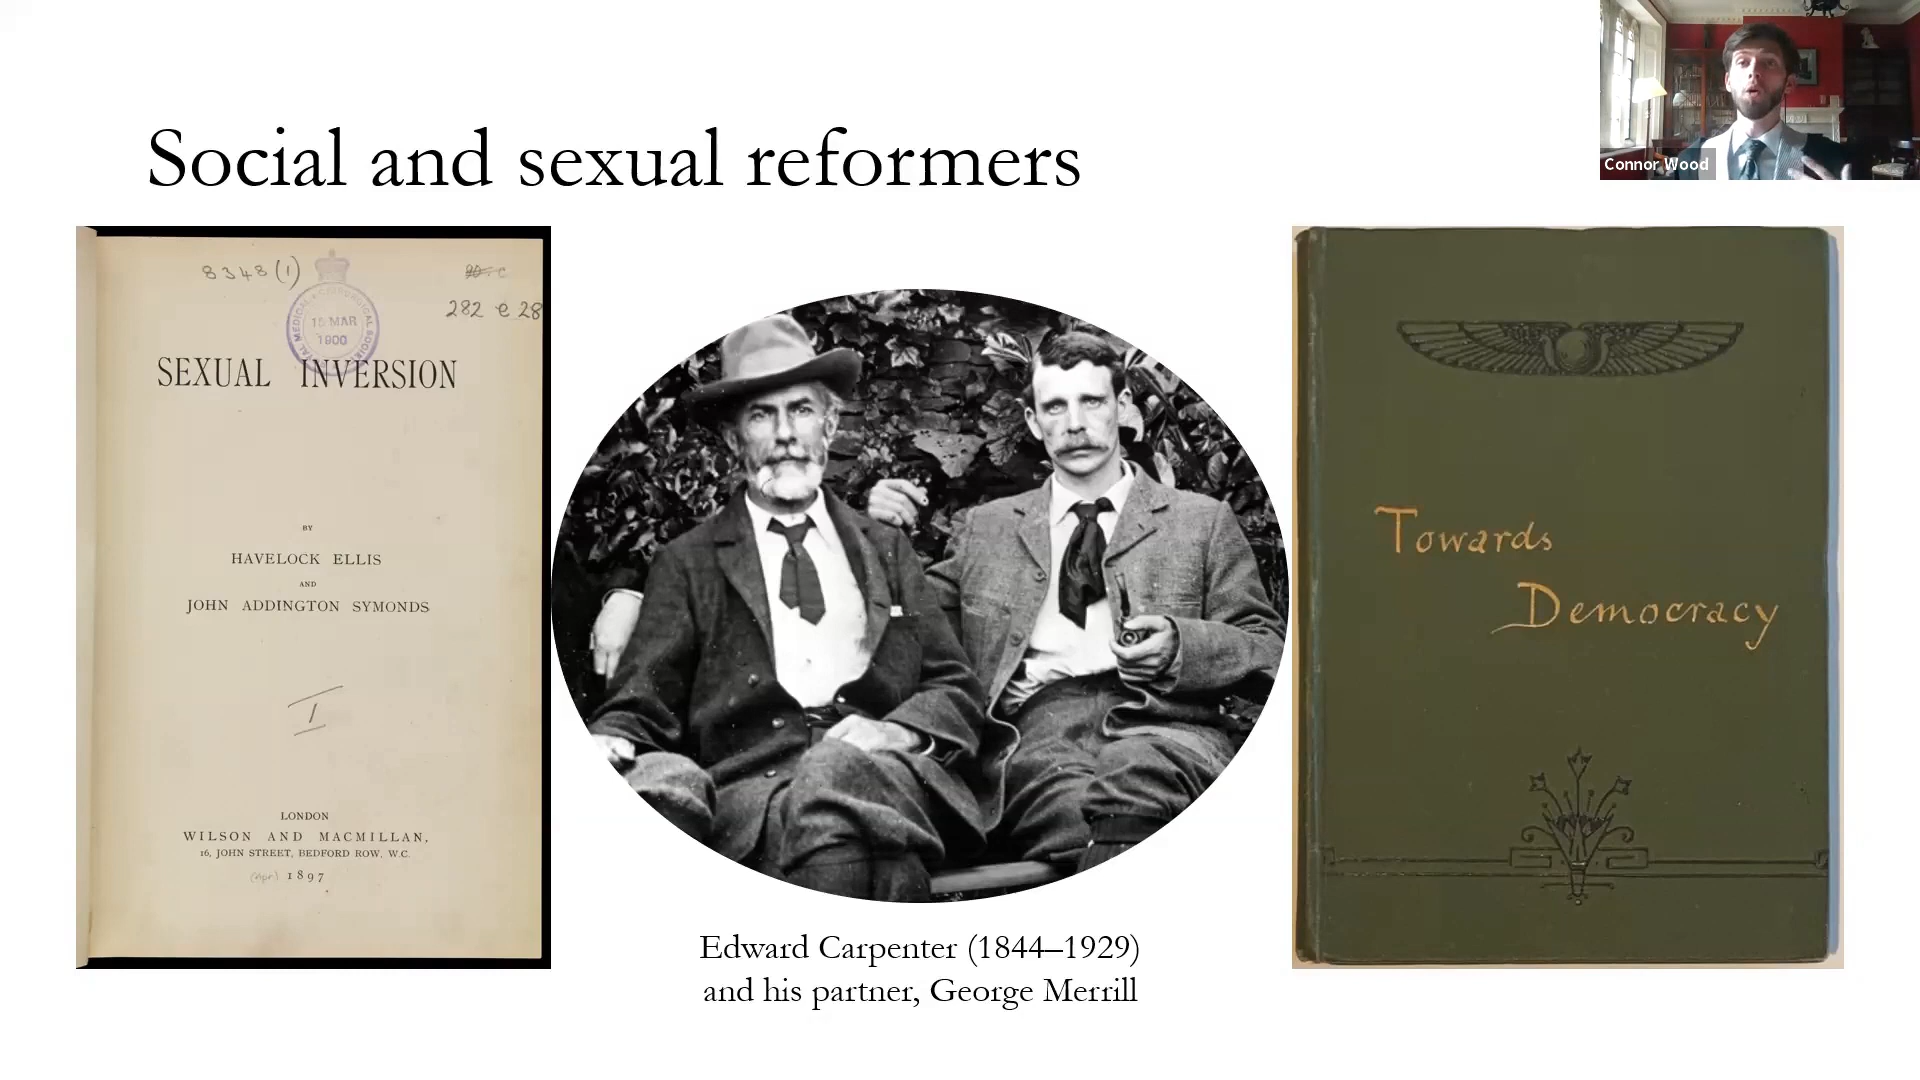 Social and sexual reformers
Connor Wood
8348(1)
282 e 28
15 MAR
1900
SEXUAL INVERSION
BY
HAVELOCK ELLIS
AND
JOHN ADDINGTON SYMONDS
I
LONDON
WILSON AND MACMILLAN,
16, JOHN STREET, BEDFORD ROW, W.C.
(Apr) 1897
Towards
Democracy
Edward Carpenter (1844–1929)
and his partner, George Merrill